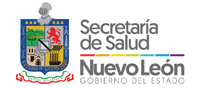 Secretaría
de Salud
Nuevo León
GOBIERNO DEL ESTADO